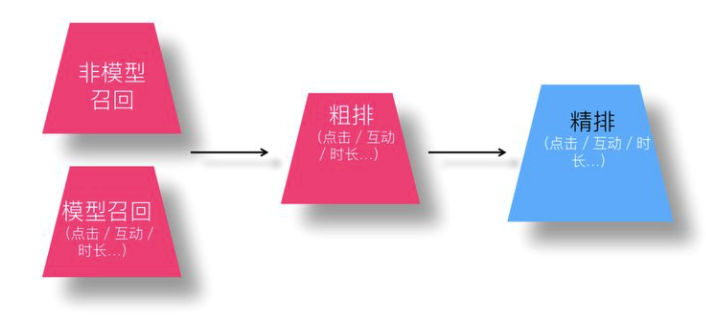 非模型
召回
模型召回
(点击 / 互动 /
时长...)
粗排
(点击 / 互动
/ 时长...)
精排
(点击 / 互动 / 时
长...)